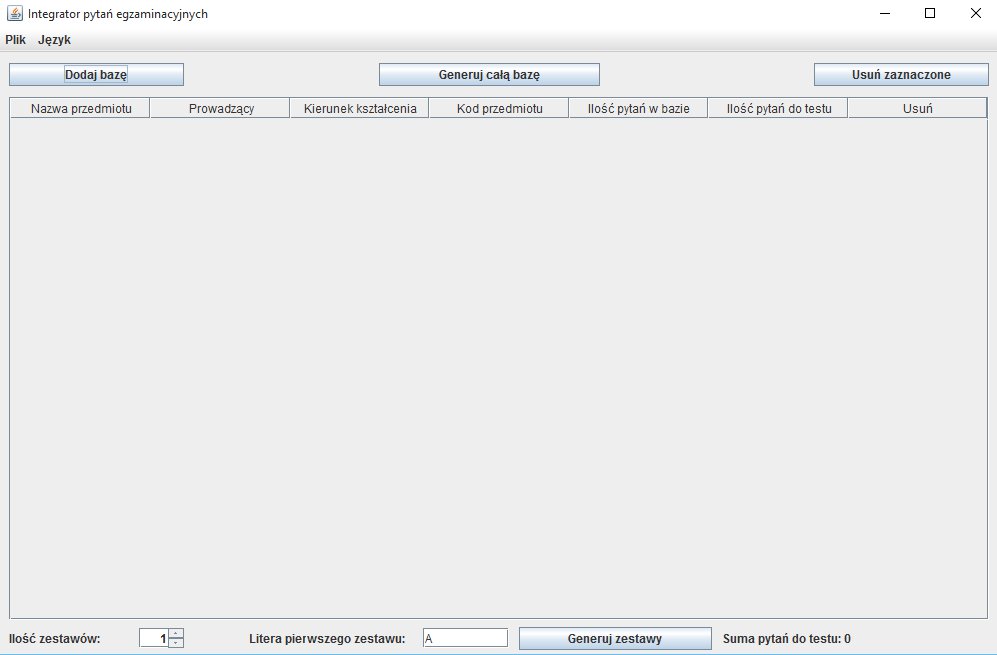 Integrator pytań egzaminacyjnych
Plik Język
Dodaj bazę Generuj całą bazę Usuń zaznaczone
Nazwa przedmiotu Prowadzący Kierunek kształcenia Kod przedmiotu Ilość pytań w bazie Ilość pytań do testu Usuń
Ilość zestawów: 1 Litera pierwszego zestawu: A Generuj zestawy Suma pytań do testu: 0